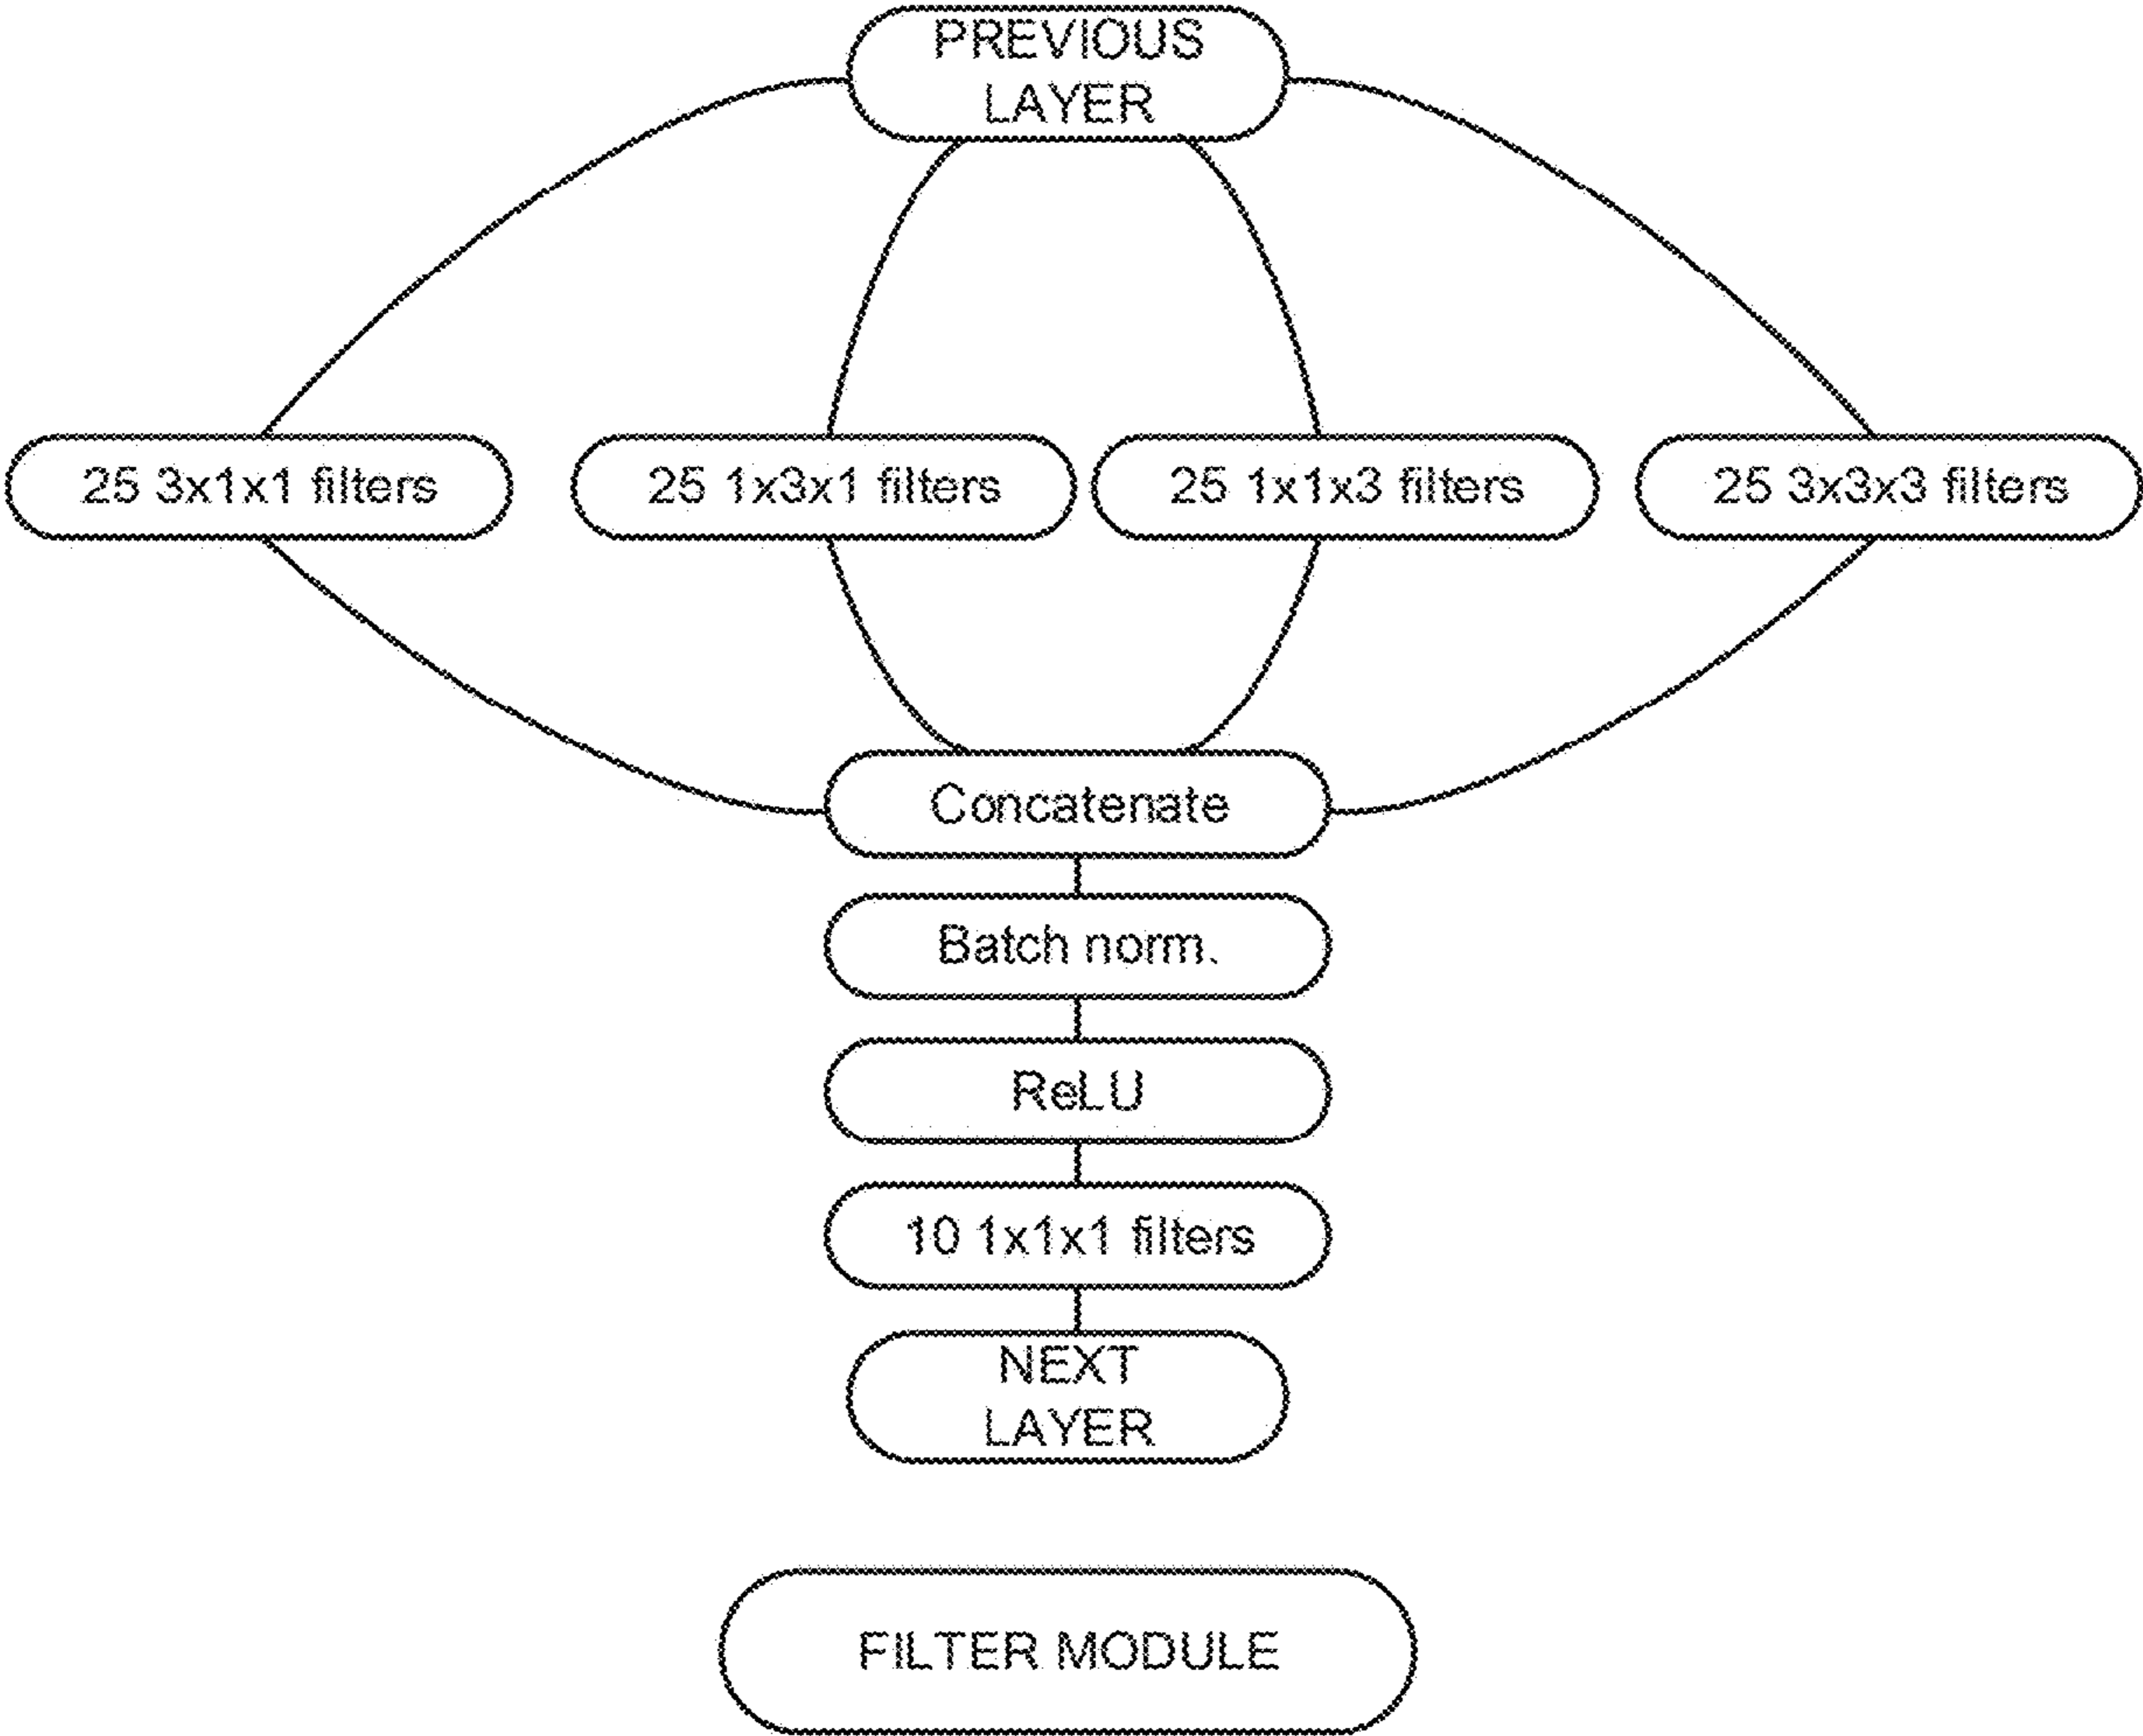 PREVIOUS
LAYER
25 3x1x1 filters
25 1x3x1 filters
25 1x1x3 filters
25 3x3x3 filters
Concatenate
Batch norm.
ReLU
10 1x1x1 filters
NEXT
LAYER
FILTER MODULE